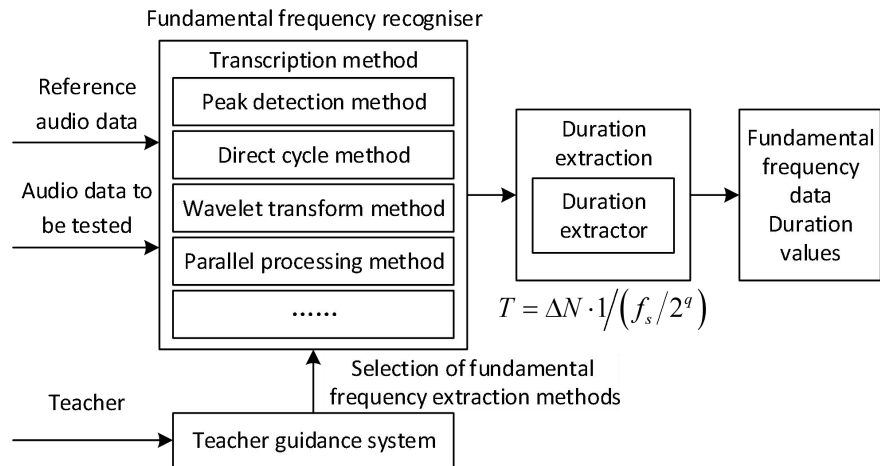 Fundamental frequency recogniser
Transcription method
Peak detection method
Direct cycle method
Wavelet transform method
Parallel processing method
......
Reference
audio data
Audio data to
be tested
Duration
extraction
Duration
extractor
T = ΔN · 1/(f_s/2^q)
Fundamental
frequency
data
Duration
values
Selection of fundamental
frequency extraction methods
Teacher
Teacher guidance system